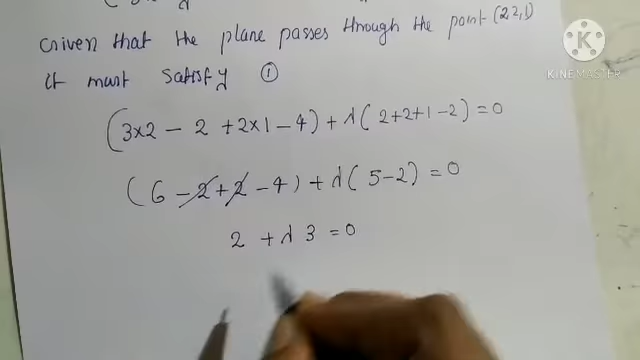 Given that the plane passes through the point (2 2, 1)
it must satisfy ①
(3×2 − 2 + 2×1 − 4) + λ(2+2+1−2) = 0
(6 − 2 + 2 − 4) + λ(5−2) = 0
2 + λ 3 = 0
KINEMASTER